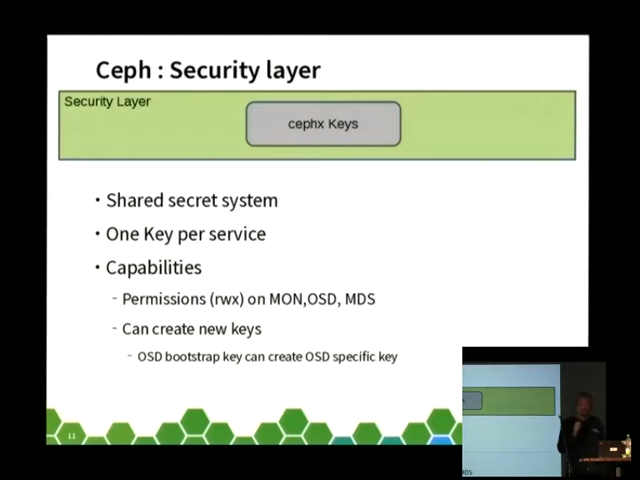 Ceph : Security layer
Security Layer
cephx Keys
• Shared secret system
• One Key per service
• Capabilities
- Permissions (rwx) on MON,OSD, MDS
- Can create new keys
- OSD bootstrap key can create OSD specific key
11
MDS